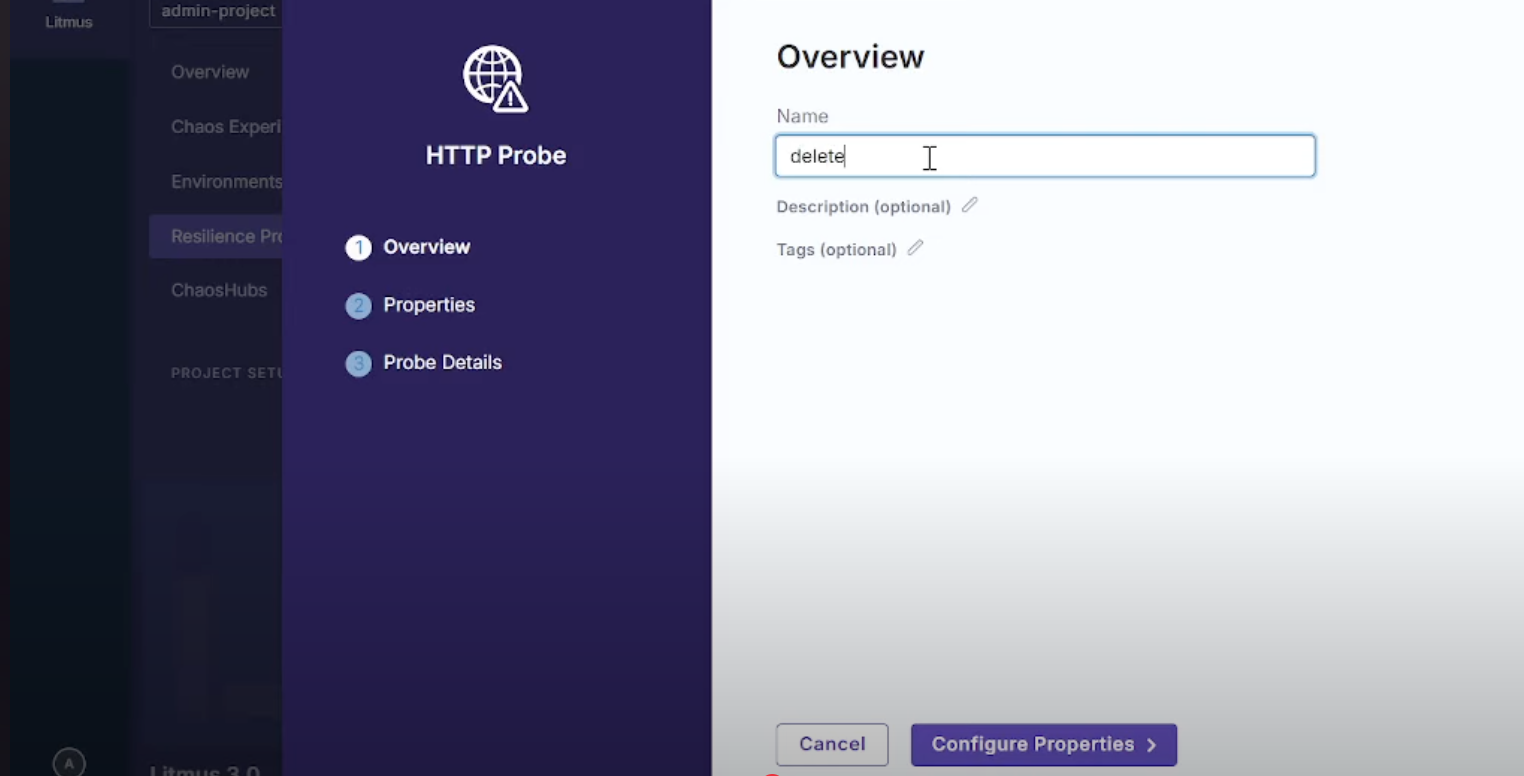 Litmus
admin-project
Overview
Chaos Experi
Environments
Resilience Pro
ChaosHubs
PROJECT SETU
A
Litmus 3.0
HTTP Probe
1 Overview
2 Properties
3 Probe Details
Overview
Name
delete
Description (optional)
Tags (optional)
Cancel
Configure Properties